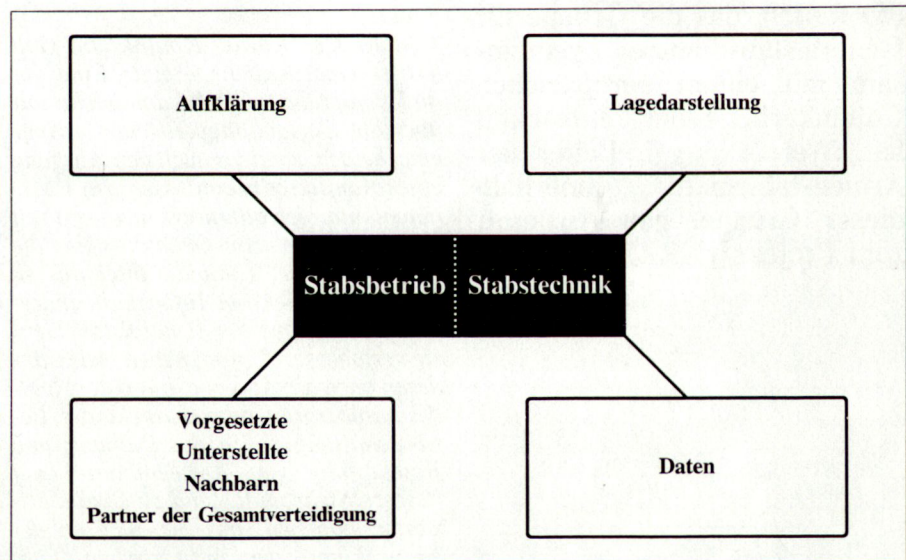 Aufklärung
Lagedarstellung
Stabsbetrieb Stabstechnik
Vorgesetzte
Unterstellte
Nachbarn
Partner der Gesamtverteidigung
Daten